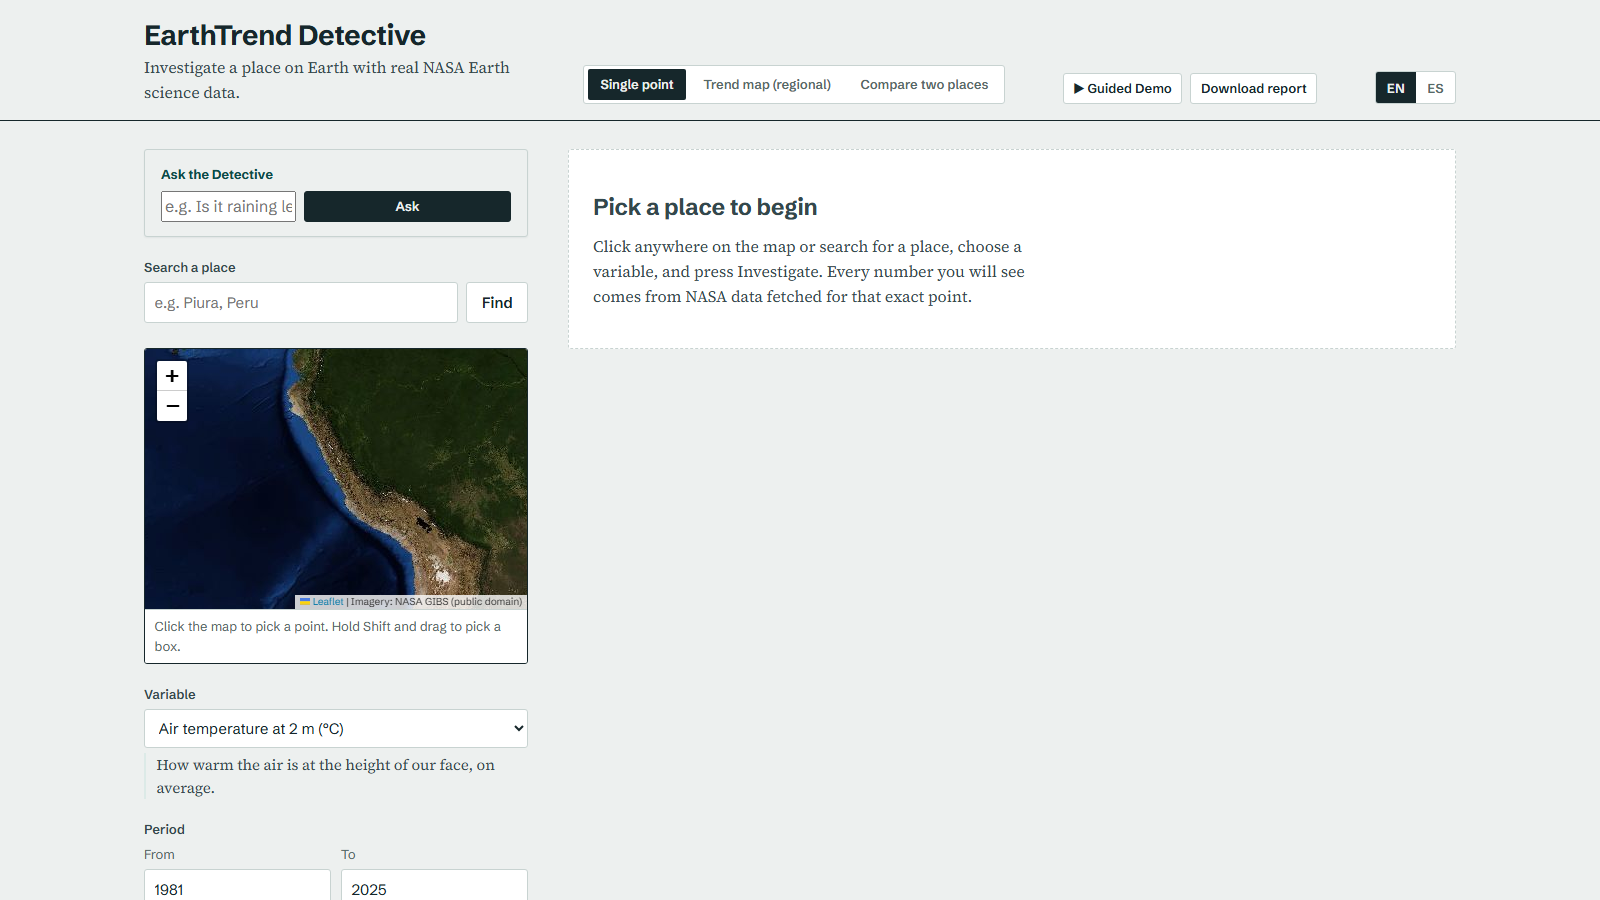 EarthTrend Detective
Investigate a place on Earth with real NASA Earth
science data.
Single point
Trend map (regional)
Compare two places
▶ Guided Demo
Download report
EN
ES
Ask the Detective
e.g. Is it raining le
Ask
Search a place
e.g. Piura, Peru
Find
+
−
Leaflet | Imagery: NASA GIBS (public domain)
Click the map to pick a point. Hold Shift and drag to pick a
box.
Variable
Air temperature at 2 m (°C)
How warm the air is at the height of our face, on
average.
Period
From
To
1981
2025
Pick a place to begin
Click anywhere on the map or search for a place, choose a
variable, and press Investigate. Every number you will see
comes from NASA data fetched for that exact point.